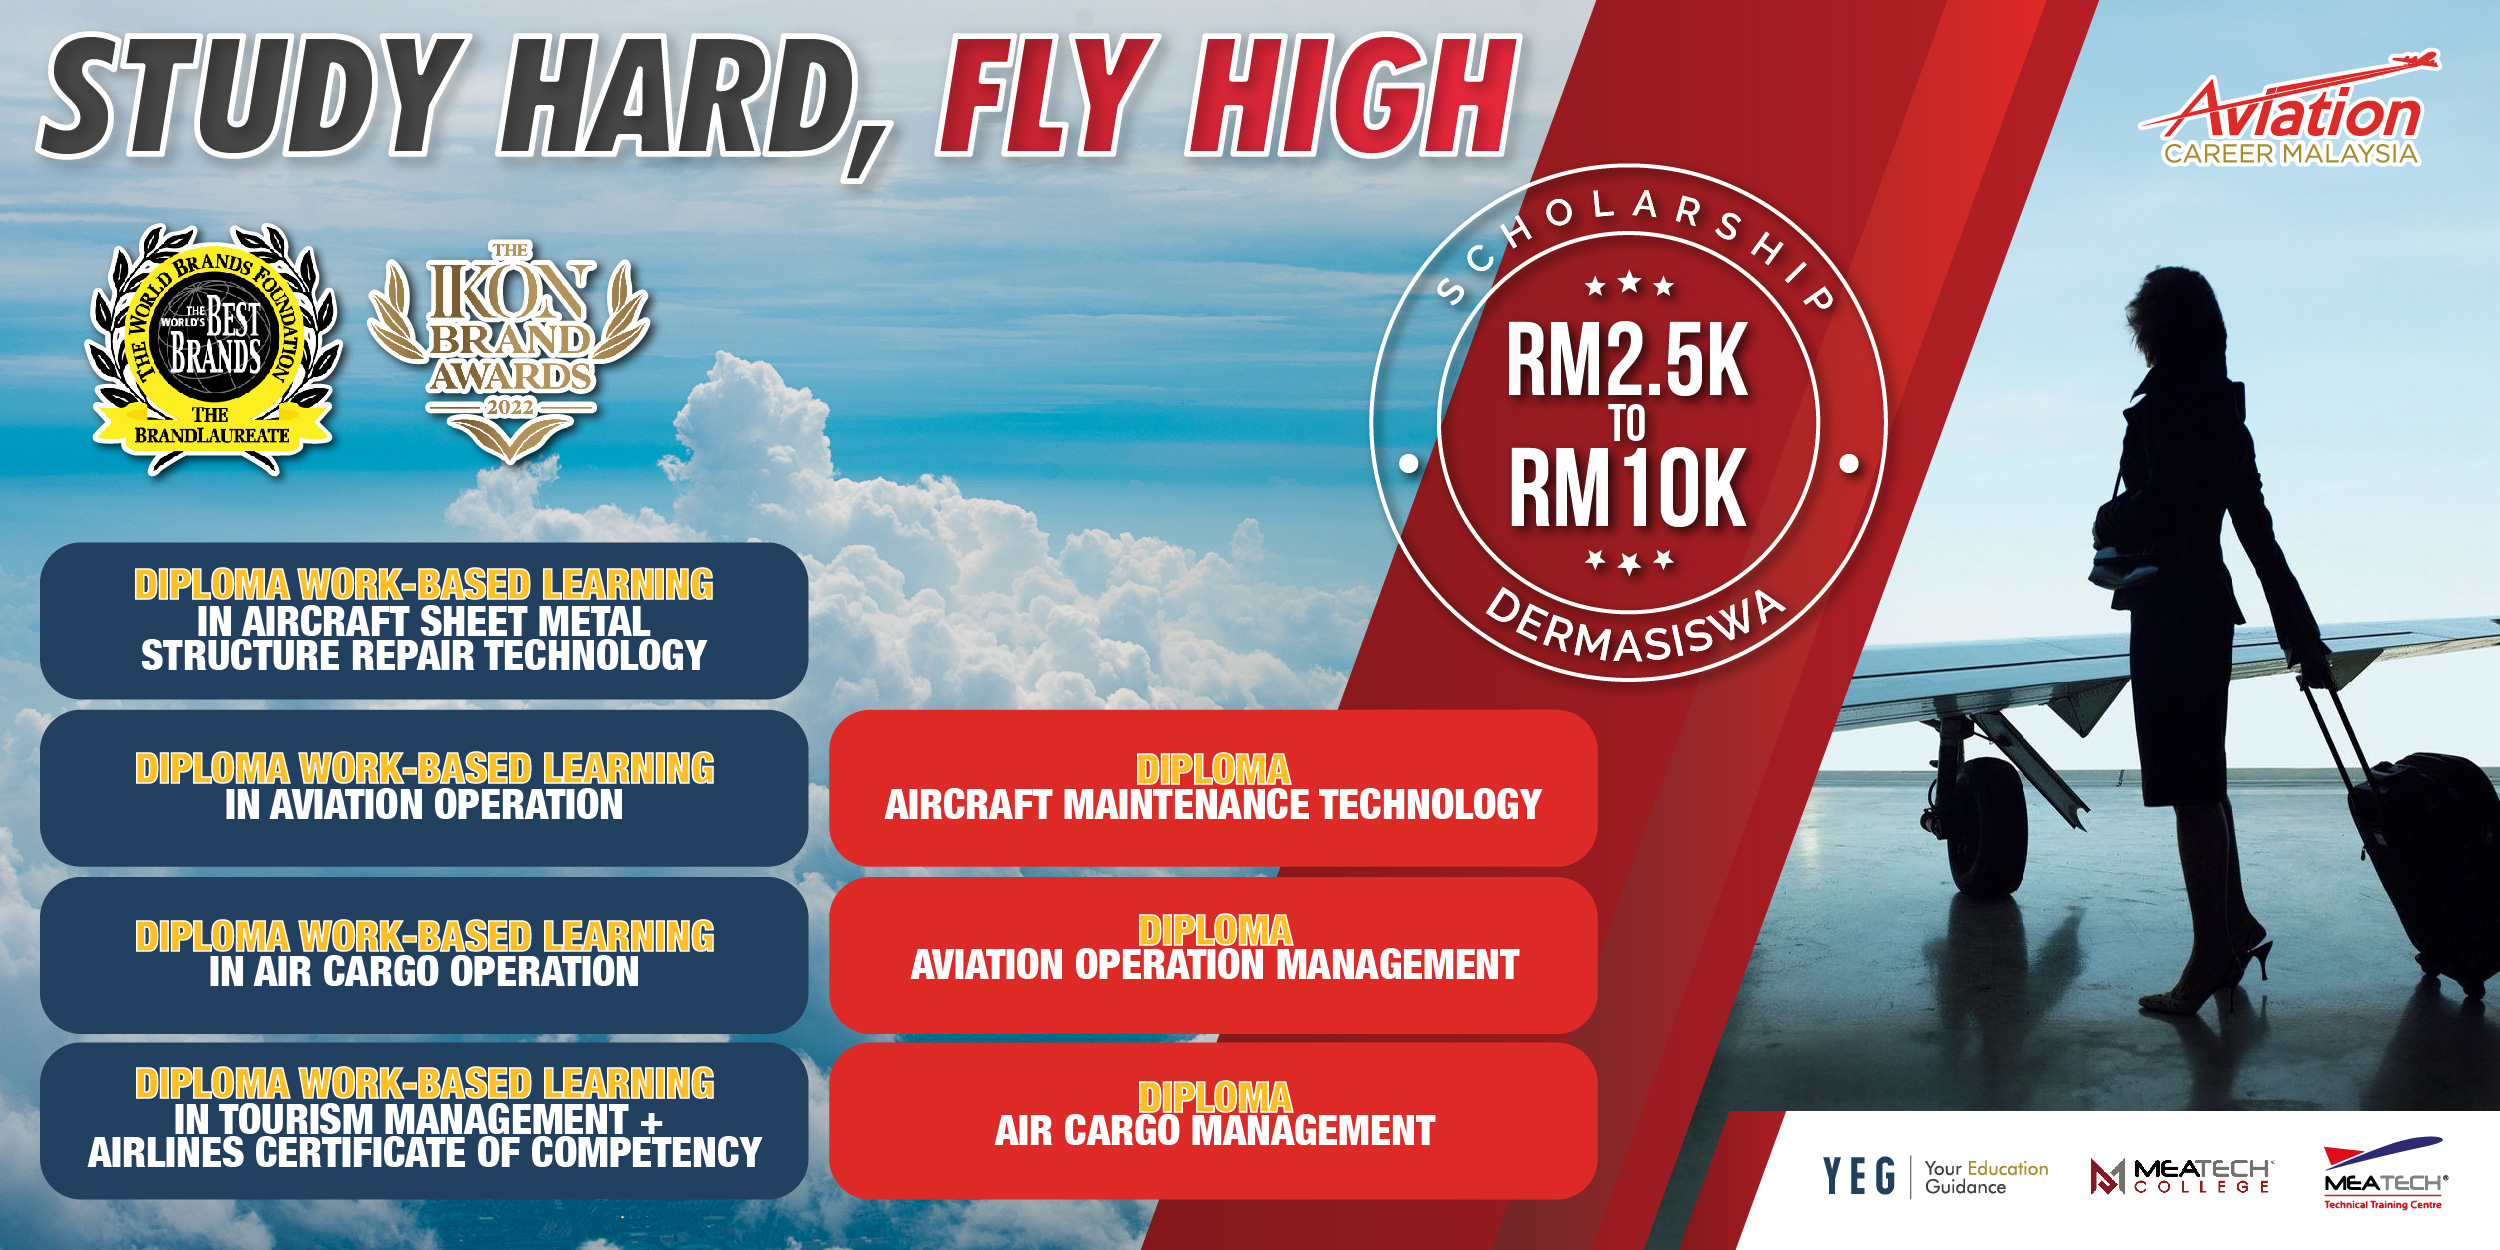 STUDY HARD, FLY HIGH
Aviation
CAREER MALAYSIA
THE WORLD BRANDS FOUNDATION
THE
WORLD'S
BEST
BRANDS
THE
BRANDLAUREATE
THE
IKON
BRAND
AWARDS
2022
SCHOLARSHIP
RM2.5K
TO
RM10K
DERMASISWA
DIPLOMA WORK-BASED LEARNING
IN AIRCRAFT SHEET METAL
STRUCTURE REPAIR TECHNOLOGY
DIPLOMA WORK-BASED LEARNING
IN AVIATION OPERATION
DIPLOMA
AIRCRAFT MAINTENANCE TECHNOLOGY
DIPLOMA WORK-BASED LEARNING
IN AIR CARGO OPERATION
DIPLOMA
AVIATION OPERATION MANAGEMENT
DIPLOMA WORK-BASED LEARNING
IN TOURISM MANAGEMENT +
AIRLINES CERTIFICATE OF COMPETENCY
DIPLOMA
AIR CARGO MANAGEMENT
YEG
Your Education
Guidance
MEATECH
COLLEGE
MEATECH®
Technical Training Centre